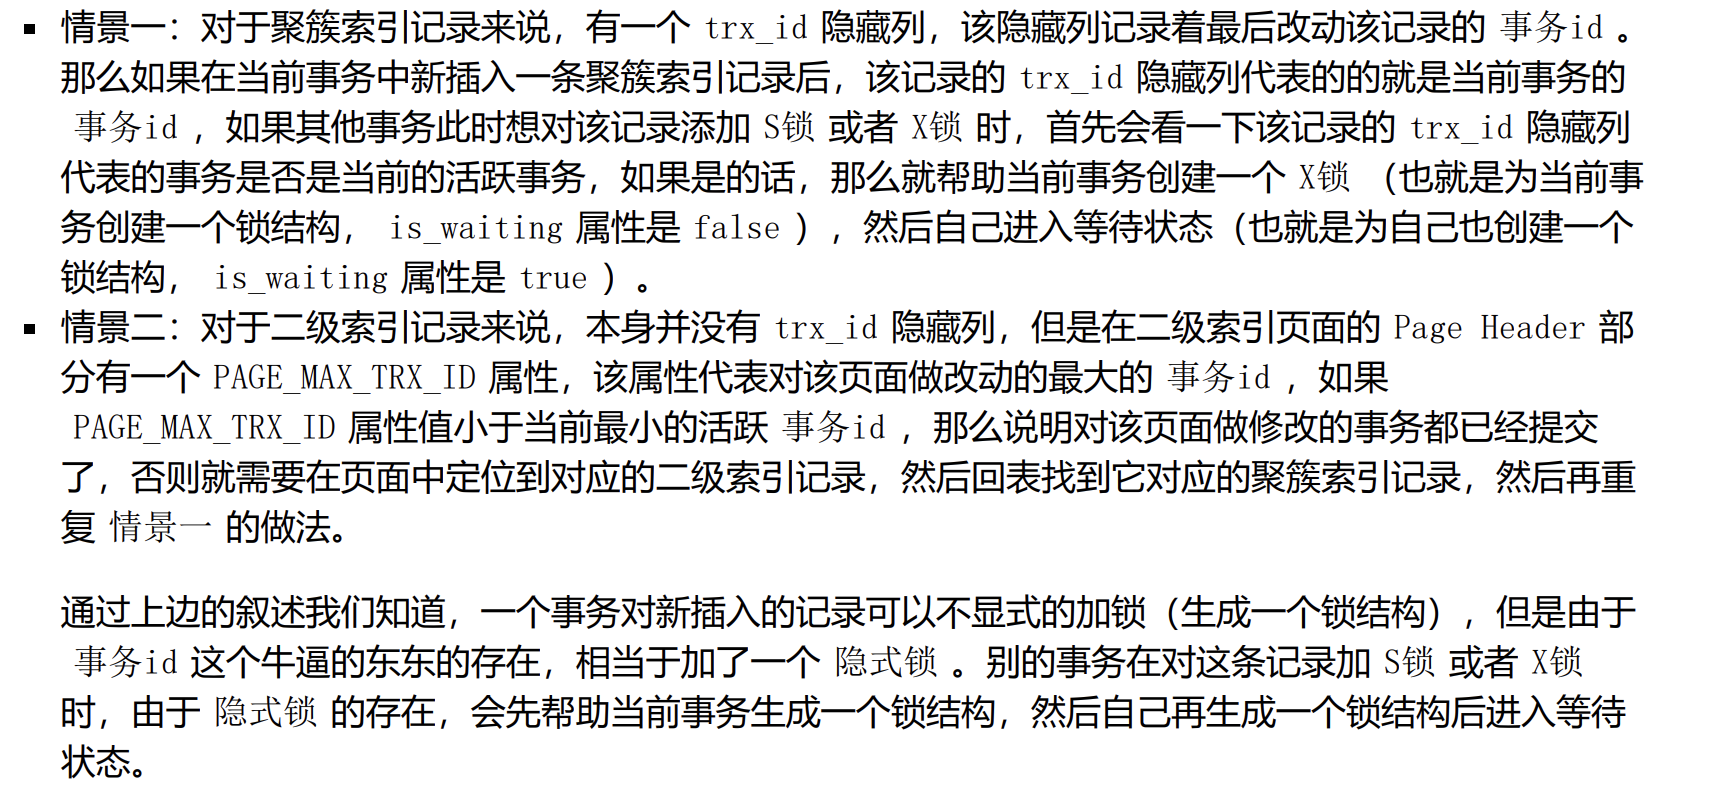 情景一：对于聚簇索引记录来说，有一个 trx_id 隐藏列，该隐藏列记录着最后改动该记录的 事务id 。
那么如果在当前事务中新插入一条聚簇索引记录后，该记录的 trx_id 隐藏列代表的的就是当前事务的
事务id ，如果其他事务此时想对该记录添加 S锁 或者 X锁 时，首先会看一下该记录的 trx_id 隐藏列
代表的事务是否是当前的活跃事务，如果是的话，那么就帮助当前事务创建一个 X锁 （也就是为当前事
务创建一个锁结构， is_waiting 属性是 false ），然后自己进入等待状态（也就是为自己也创建一个
锁结构， is_waiting 属性是 true ）。
情景二：对于二级索引记录来说，本身并没有 trx_id 隐藏列，但是在二级索引页面的 Page Header 部
分有一个 PAGE_MAX_TRX_ID 属性，该属性代表对该页面做改动的最大的 事务id ，如果
PAGE_MAX_TRX_ID 属性值小于当前最小的活跃 事务id ，那么说明对该页面做修改的事务都已经提交
了，否则就需要在页面中定位到对应的二级索引记录，然后回表找到它对应的聚簇索引记录，然后再重
复 情景一 的做法。
通过上边的叙述我们知道，一个事务对新插入的记录可以不显式的加锁（生成一个锁结构），但是由于
事务id 这个牛逼的东东的存在，相当于加了一个 隐式锁 。别的事务在对这条记录加 S锁 或者 X锁
时，由于 隐式锁 的存在，会先帮助当前事务生成一个锁结构，然后自己再生成一个锁结构后进入等待
状态。